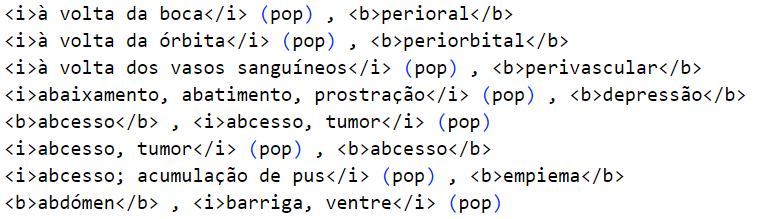 <i>à volta da boca</i> (pop) , <b>perioral</b>
<i>à volta da órbita</i> (pop) , <b>periorbital</b>
<i>à volta dos vasos sanguíneos</i> (pop) , <b>perivascular</b>
<i>abaixamento, abatimento, prostração</i> (pop) , <b>depressão</b>
<b>abcesso</b> , <i>abcesso, tumor</i> (pop)
<i>abcesso, tumor</i> (pop) , <b>abcesso</b>
<i>abcesso; acumulação de pus</i> (pop) , <b>empiema</b>
<b>abdómen</b> , <i>barriga, ventre</i> (pop)